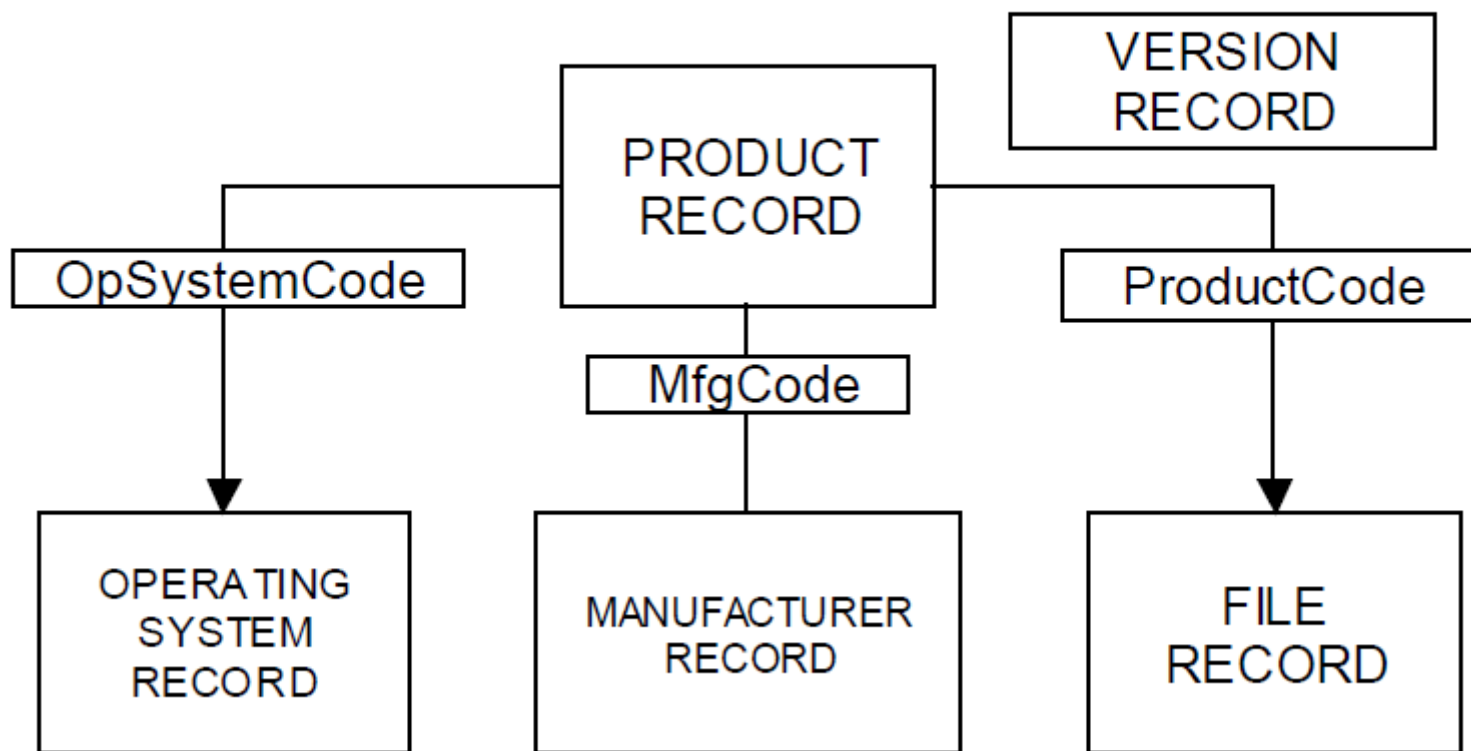 VERSION
RECORD
PRODUCT
RECORD
OpSystemCode
ProductCode
MfgCode
OPERATING
SYSTEM
RECORD
MANUFACTURER
RECORD
FILE
RECORD